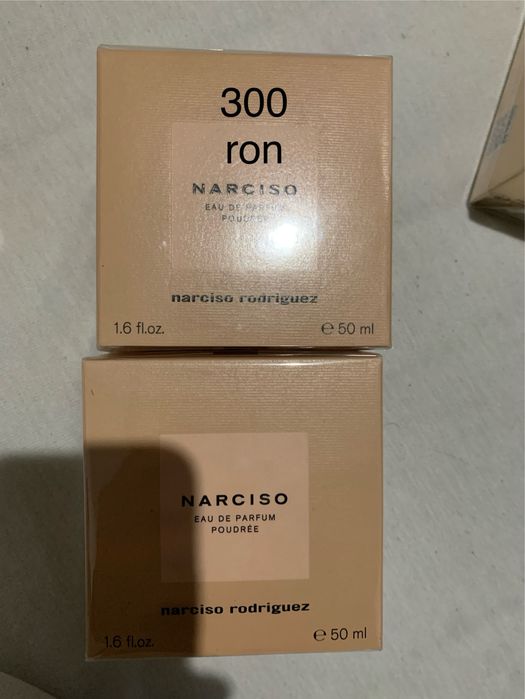 300
ron
NARCISO
EAU DE PARFUM
POUDRÉE
narciso rodriguez
1.6 fl.oz.
℮ 50 ml
NARCISO
EAU DE PARFUM
POUDRÉE
narciso rodriguez
1.6 fl.oz.
℮ 50 ml